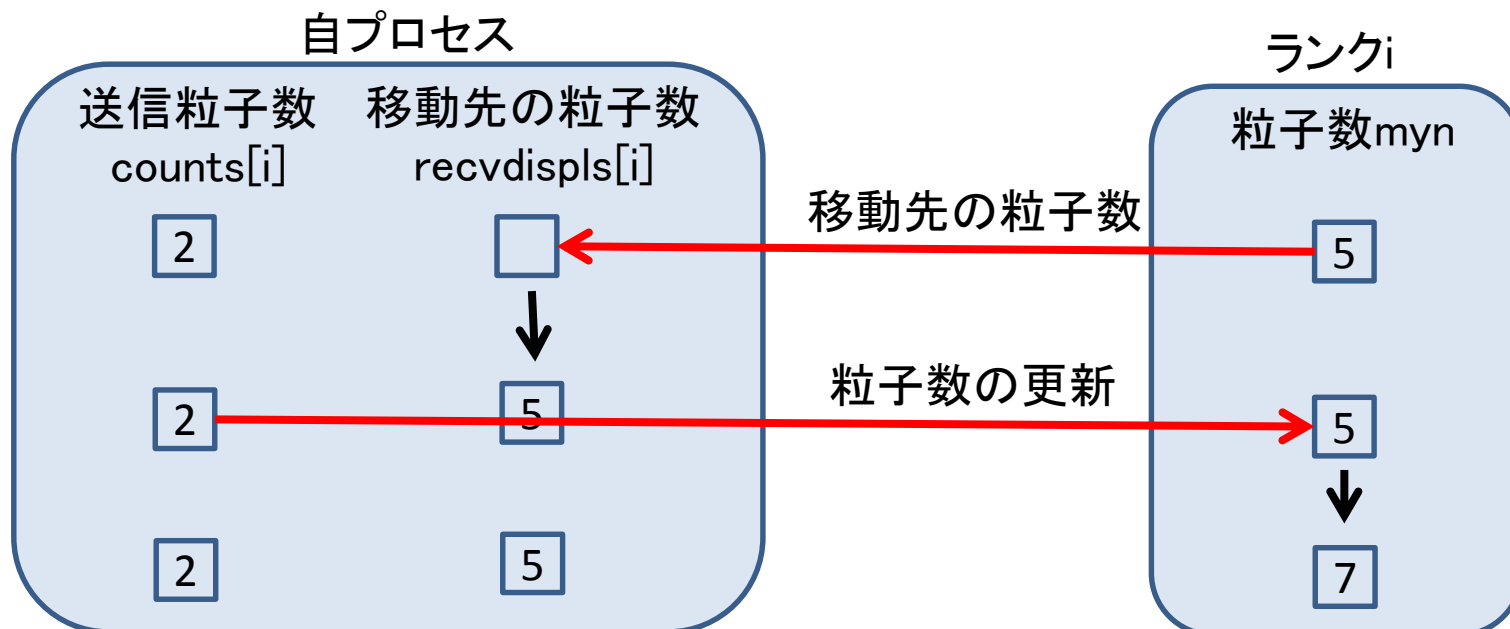 自プロセス
ランクi
送信粒子数 移動先の粒子数
counts[i] recvdispls[i]
粒子数myn
移動先の粒子数
2 5
粒子数の更新
2 5 5
2 5 7